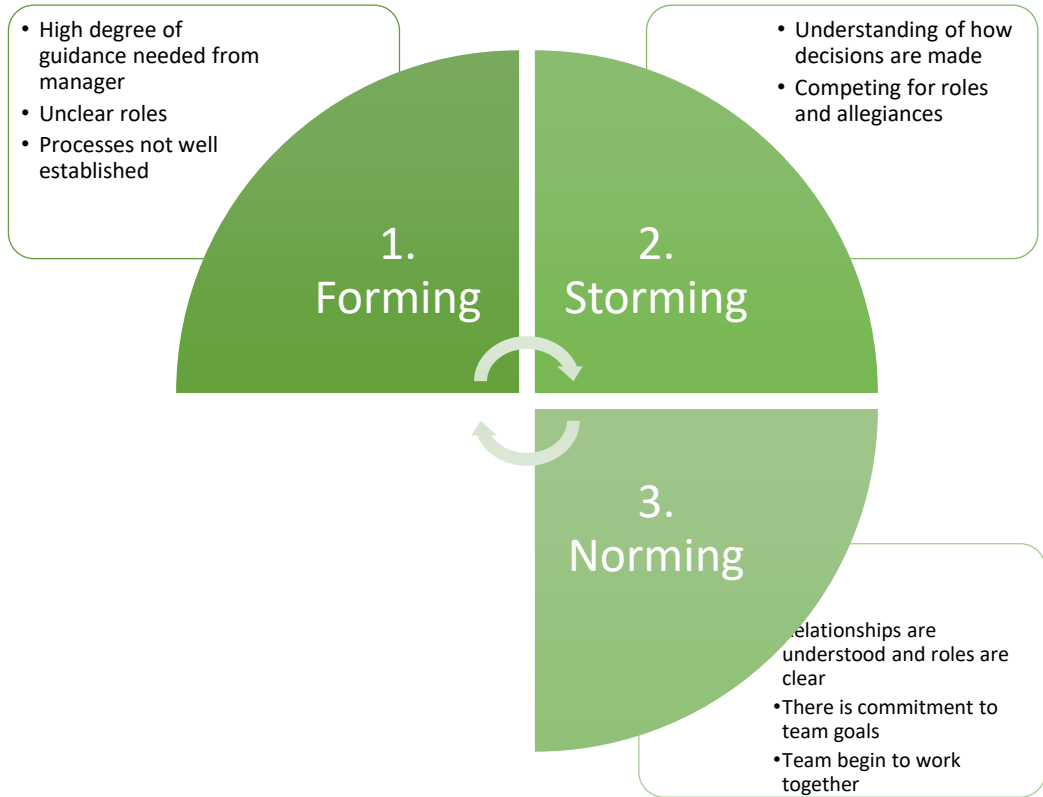 • High degree of
guidance needed from
manager
• Unclear roles
• Processes not well
established
• Understanding of how
decisions are made
• Competing for roles
and allegiances
1.
Forming
2.
Storming
3.
Norming
elationships are
understood and roles are
clear
•There is commitment to
team goals
•Team begin to work
together